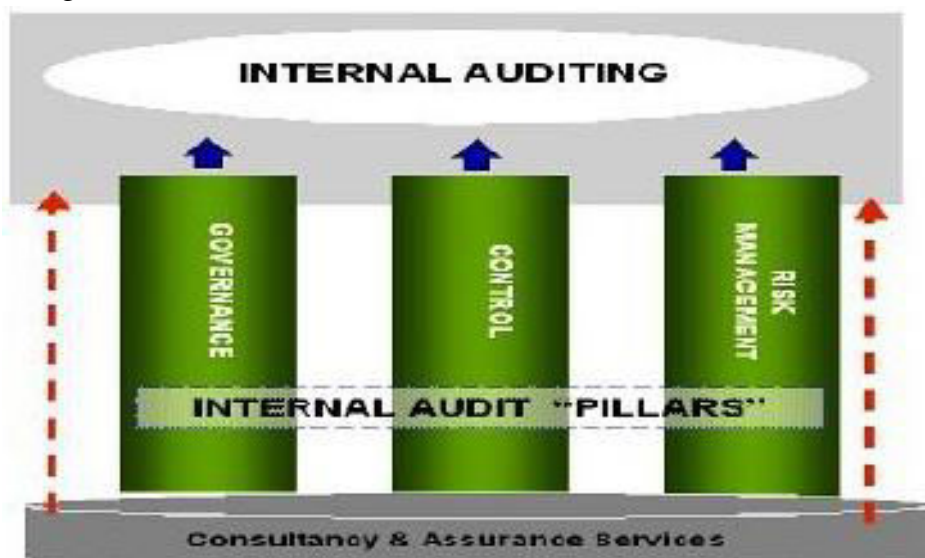 INTERNAL AUDITING
GOVERNANCE
CONTROL
RISK
MANAGEMENT
INTERNAL AUDIT "PILLARS"
Consultancy & Assurance Services